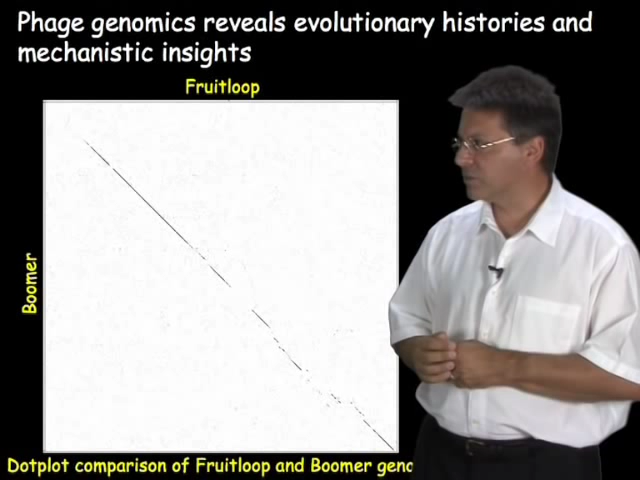 Phage genomics reveals evolutionary histories and
mechanistic insights
Fruitloop
Boomer
Dotplot comparison of Fruitloop and Boomer geno